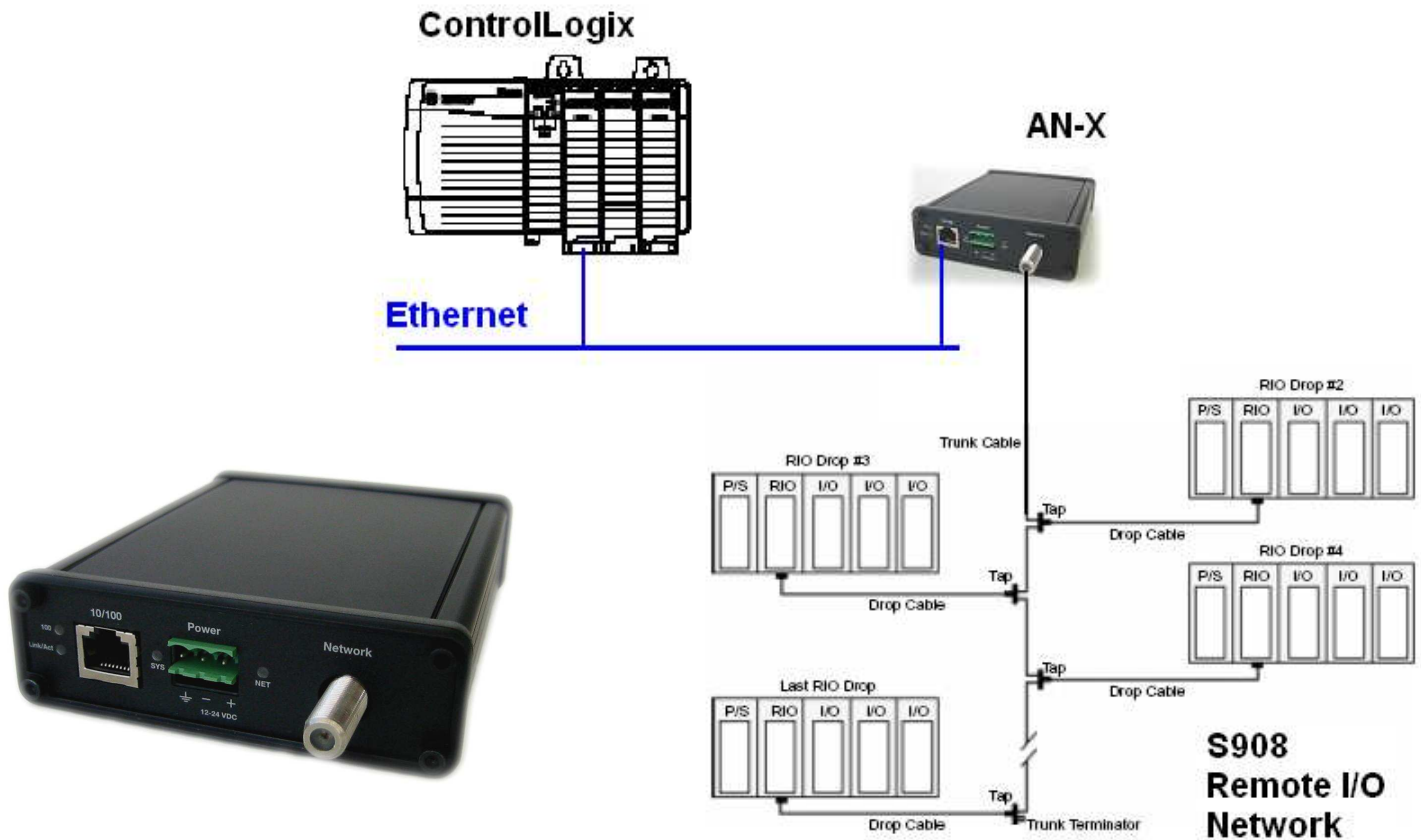 ControlLogix
AN-X
Ethernet
RIO Drop #2
P/S RIO I/O I/O I/O
Trunk Cable
RIO Drop #3
P/S RIO I/O I/O I/O
Tap
Drop Cable
RIO Drop #4
P/S RIO I/O I/O I/O
Tap
Drop Cable
Tap
Drop Cable
Last RIO Drop
P/S RIO I/O I/O I/O
Tap
Drop Cable
Trunk Terminator
S908
Remote I/O
Network
10/100
100
Link/Act
SYS
Power
- +
12-24 VDC
NET
Network